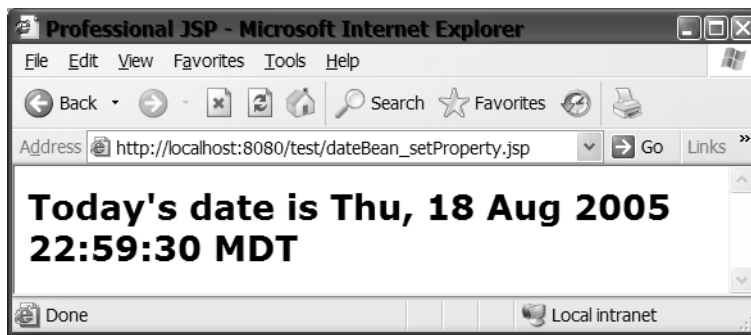 Professional JSP - Microsoft Internet Explorer
File Edit View Favorites Tools Help
Back Search Favorites
Address http://localhost:8080/test/dateBean_setProperty.jsp Go Links »
Today's date is Thu, 18 Aug 2005
22:59:30 MDT
Done Local intranet